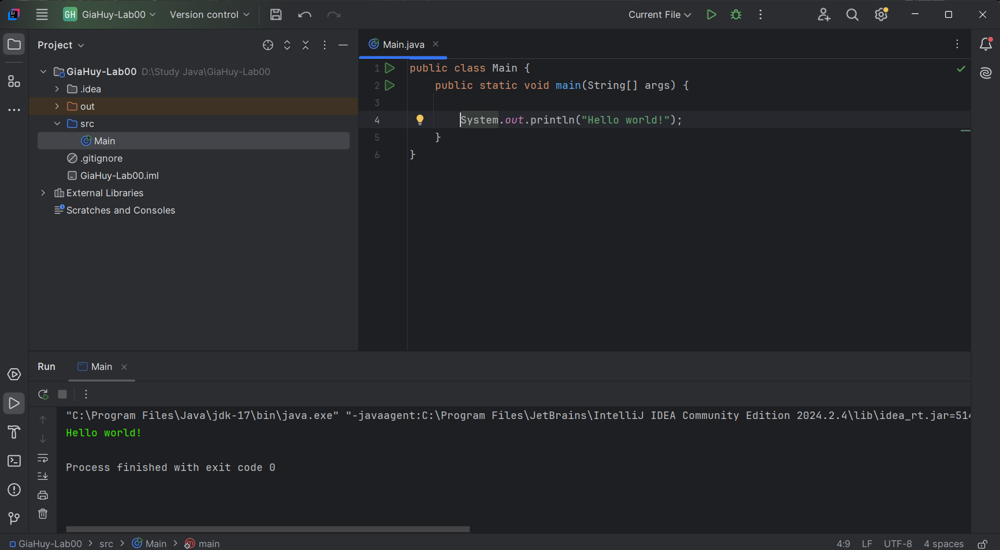 GH GiaHuy-Lab00 Version control Current File
Project
GiaHuy-Lab00 D:\Study Java\GiaHuy-Lab00
.idea
out
src
Main
.gitignore
GiaHuy-Lab00.iml
External Libraries
Scratches and Consoles
Main.java
1 public class Main {
2 public static void main(String[] args) {
3
4 System.out.println("Hello world!");
5 }
6 }
Run Main
"C:\Program Files\Java\jdk-17\bin\java.exe" "-javaagent:C:\Program Files\JetBrains\IntelliJ IDEA Community Edition 2024.2.4\lib\idea_rt.jar=514
Hello world!
Process finished with exit code 0
GiaHuy-Lab00 > src > Main > main 4:9 LF UTF-8 4 spaces